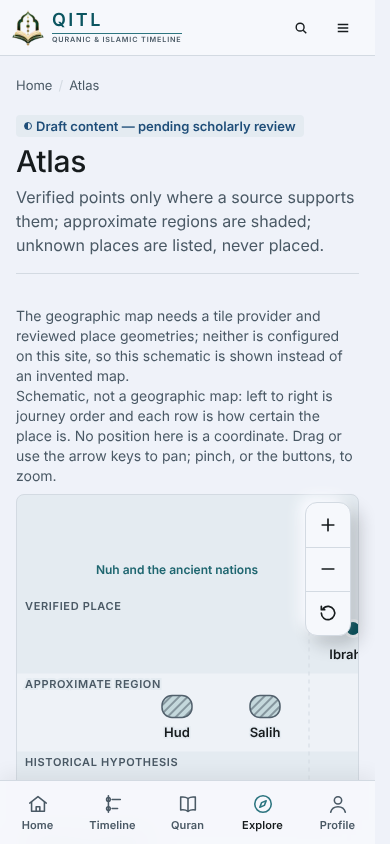 QITL
QURANIC & ISLAMIC TIMELINE
Home / Atlas
Draft content — pending scholarly review
Atlas
Verified points only where a source supports
them; approximate regions are shaded;
unknown places are listed, never placed.
The geographic map needs a tile provider and
reviewed place geometries; neither is configured
on this site, so this schematic is shown instead of
an invented map.
Schematic, not a geographic map: left to right is
journey order and each row is how certain the
place is. No position here is a coordinate. Drag or
use the arrow keys to pan; pinch, or the buttons, to
zoom.
Nuh and the ancient nations
VERIFIED PLACE
Ibrah
APPROXIMATE REGION
Hud Salih
HISTORICAL HYPOTHESIS
Home Timeline Quran Explore Profile